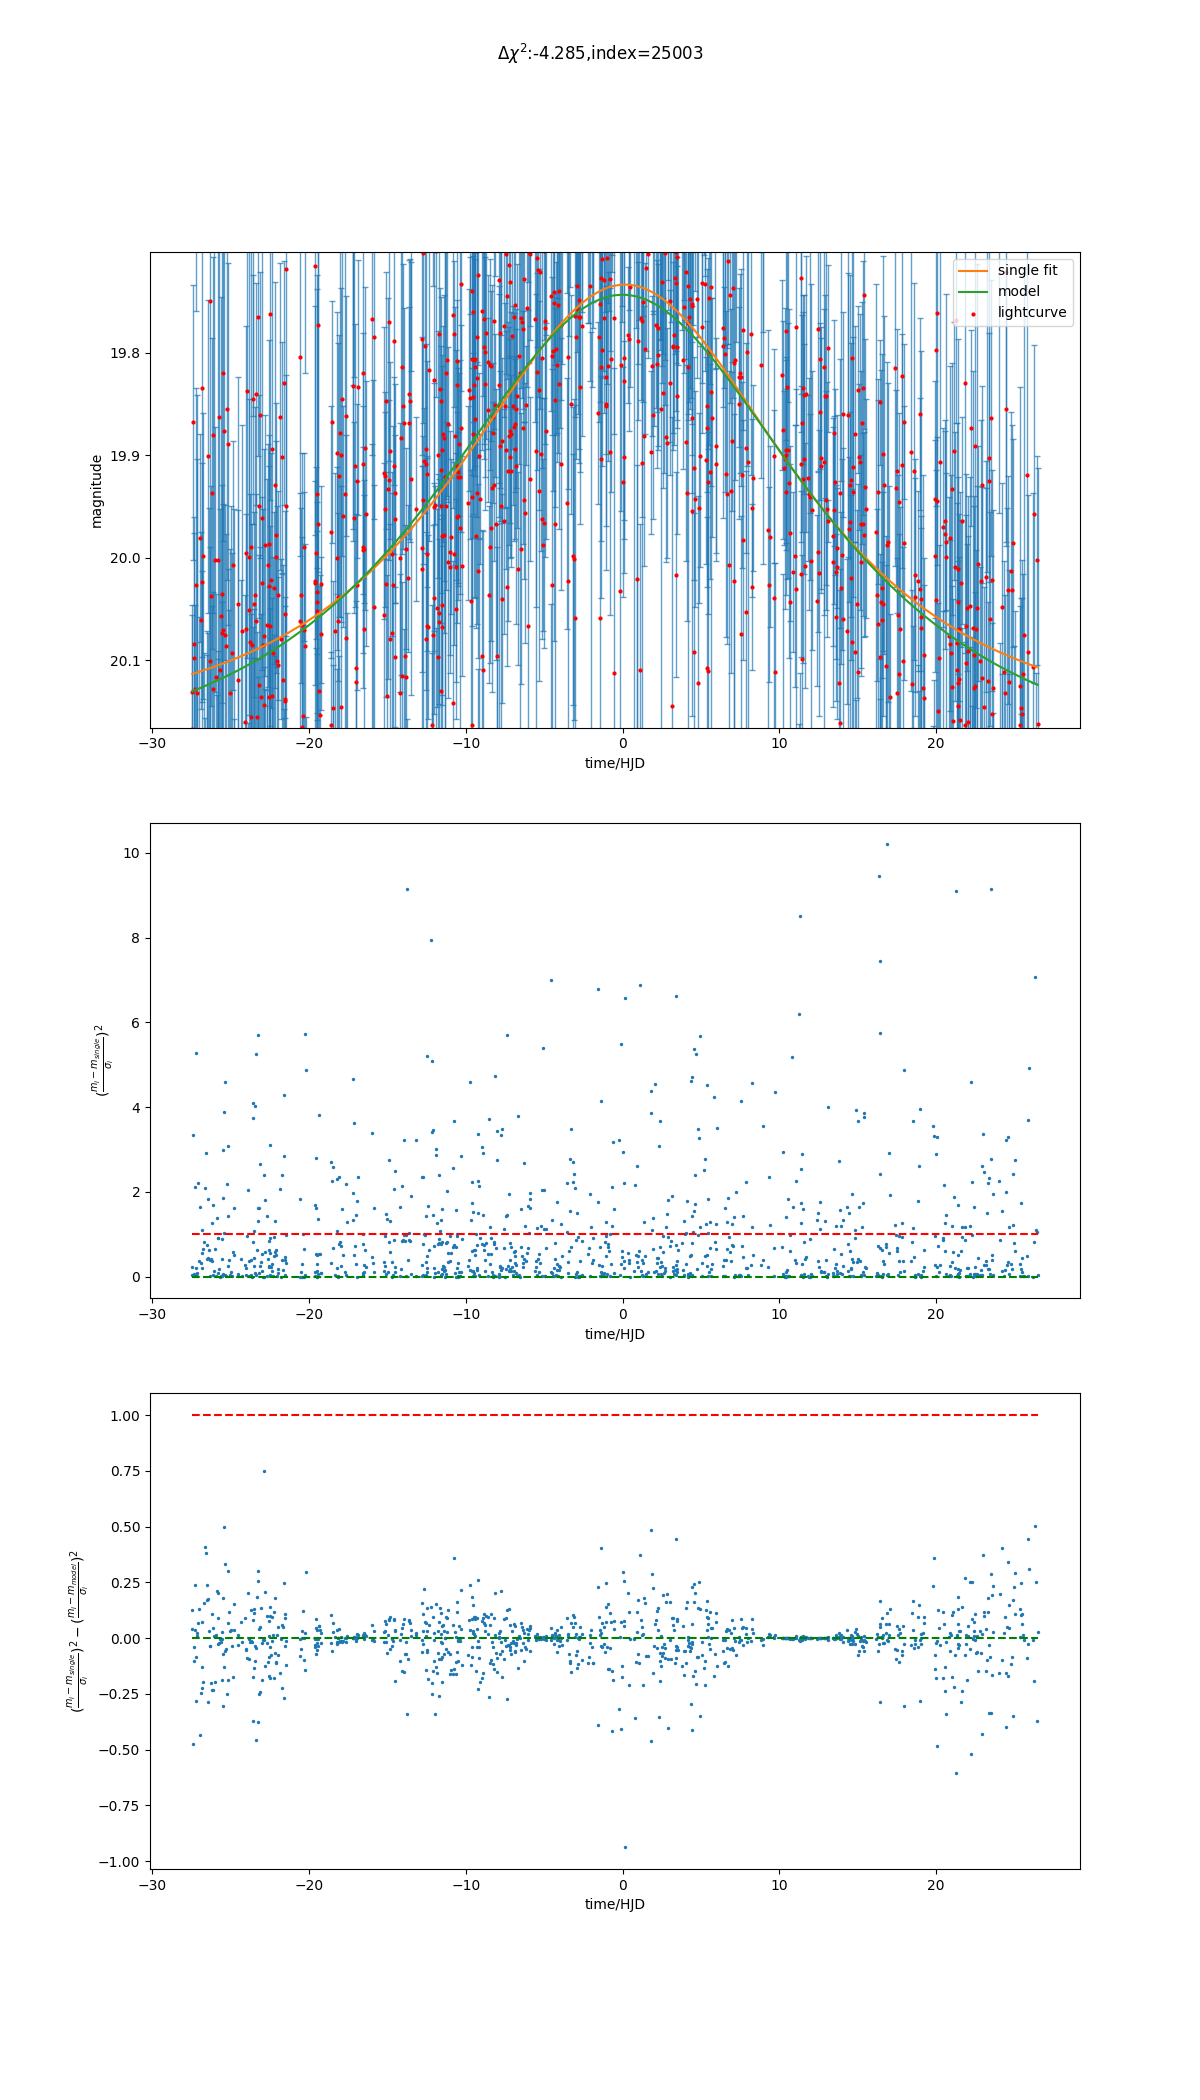 Δχ²:-4.285,index=25003
single fit
model
lightcurve
19.8
19.9
20.0
20.1
magnitude
−30 −20 −10 0 10 20
time/HJD
10
8
6
4
2
0
(m_i − m_single / σ_i)²
−30 −20 −10 0 10 20
time/HJD
1.00
0.75
0.50
0.25
0.00
−0.25
−0.50
−0.75
−1.00
(m_i − m_single / σ_i)² − (m_i − m_model / σ_i)²
−30 −20 −10 0 10 20
time/HJD